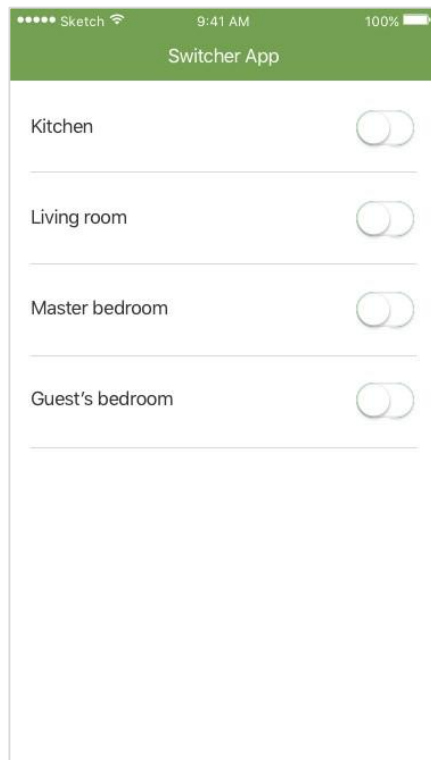 Sketch 9:41 AM 100%
Switcher App
Kitchen
Living room
Master bedroom
Guest’s bedroom